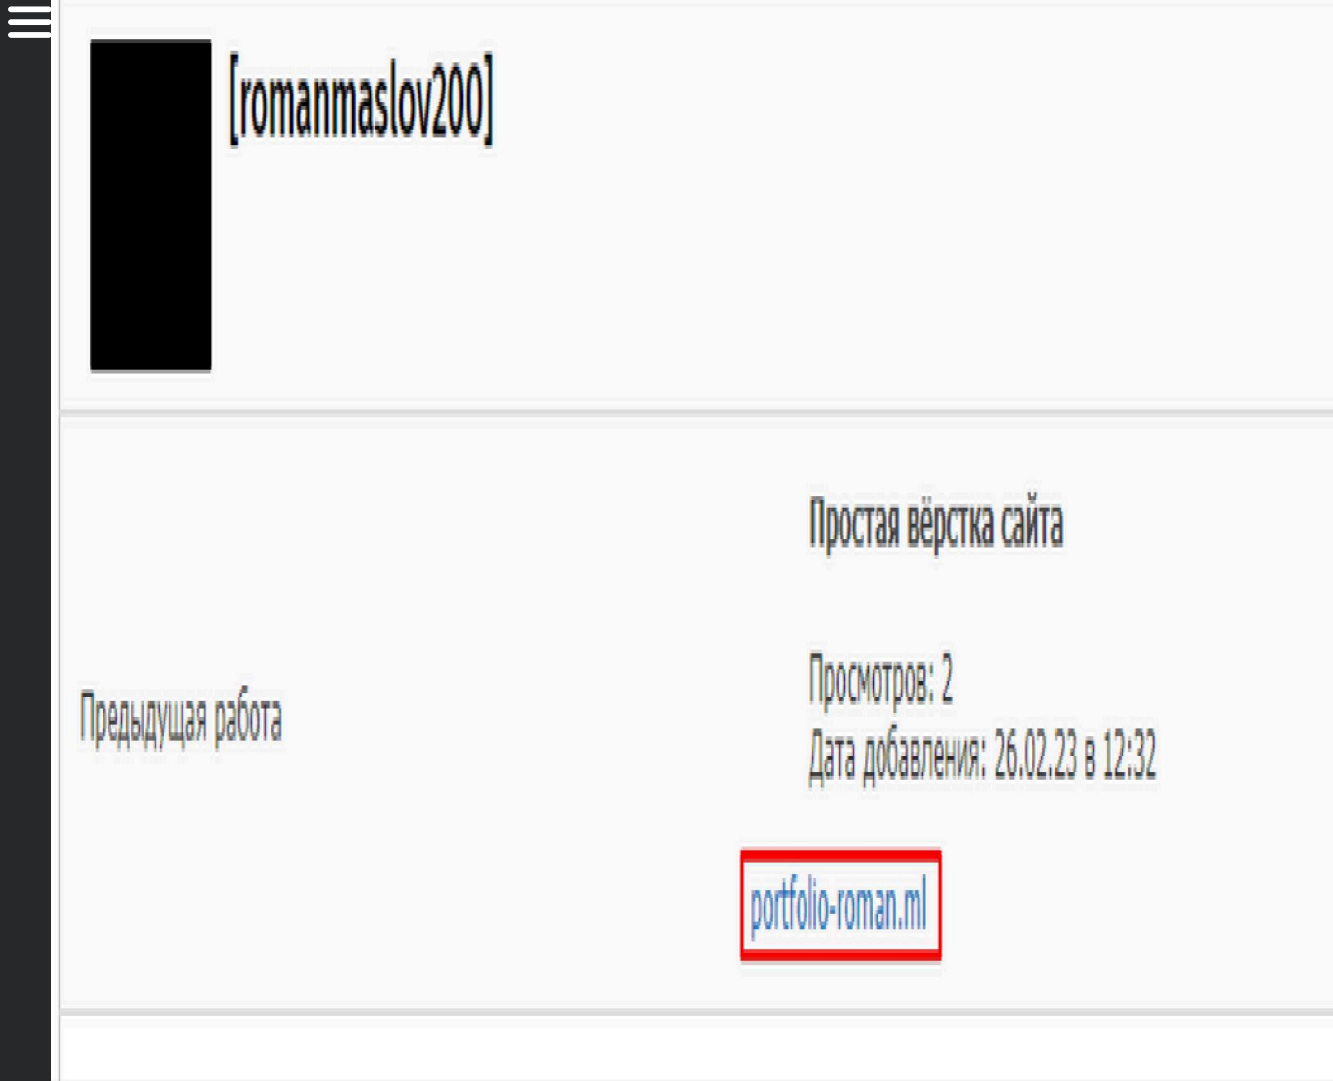 [romanmaslov200]
Простая вёрстка сайта
Просмотров: 2
Предыдущая работа
Дата добавления: 26.02.23 в 12:32
portfolio-roman.ml